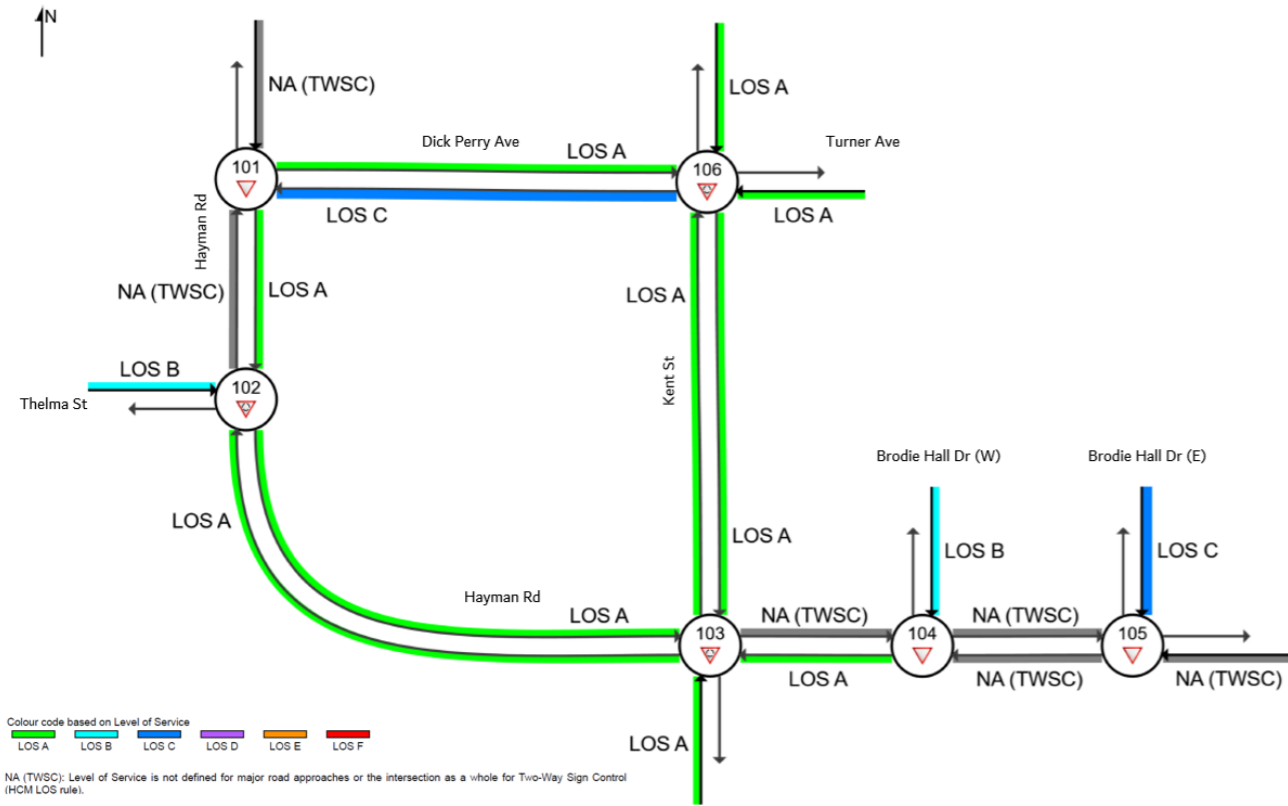 N
NA (TWSC)
LOS A
Dick Perry Ave
LOS A
Turner Ave
101
106
LOS C
LOS A
Hayman Rd
NA (TWSC)
LOS A
LOS A
LOS B
Kent St
102
Thelma St
Brodie Hall Dr (W)
Brodie Hall Dr (E)
LOS A
LOS A
LOS B
LOS C
Hayman Rd
LOS A
NA (TWSC)
NA (TWSC)
103
104
105
LOS A
NA (TWSC)
NA (TWSC)
LOS A
Colour code based on Level of Service
LOS A LOS B LOS C LOS D LOS E LOS F
NA (TWSC): Level of Service is not defined for major road approaches or the intersection as a whole for Two-Way Sign Control
(HCM LOS rule).